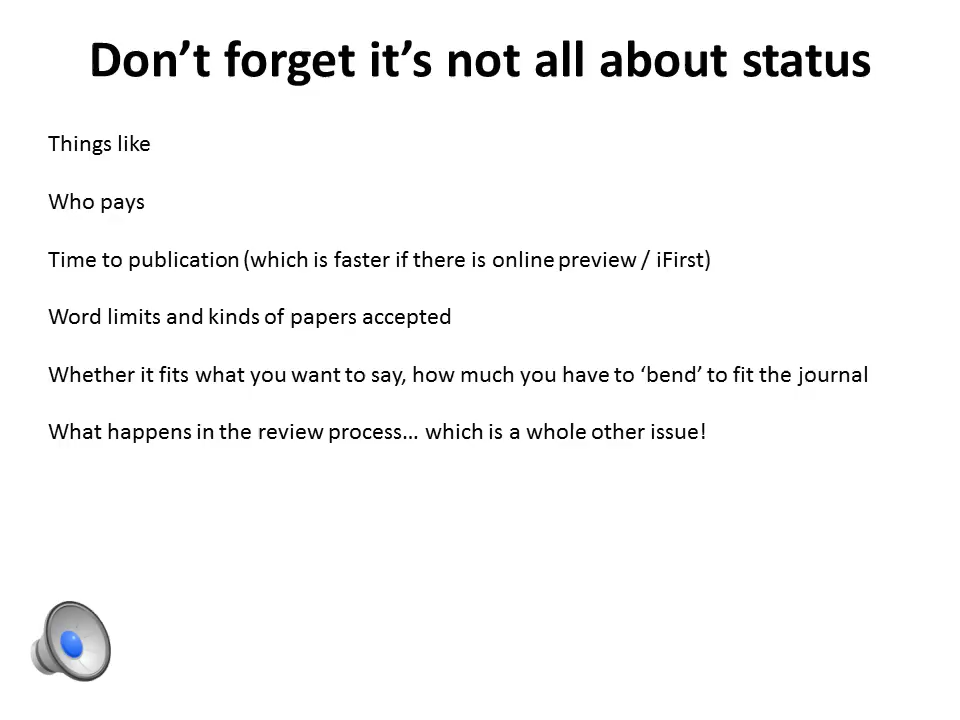 Don’t forget it’s not all about status
Things like
Who pays
Time to publication (which is faster if there is online preview / iFirst)
Word limits and kinds of papers accepted
Whether it fits what you want to say, how much you have to ‘bend’ to fit the journal
What happens in the review process… which is a whole other issue!